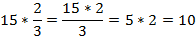 15 * 2/3 = 15 * 2/3 = 5 * 2 = 10